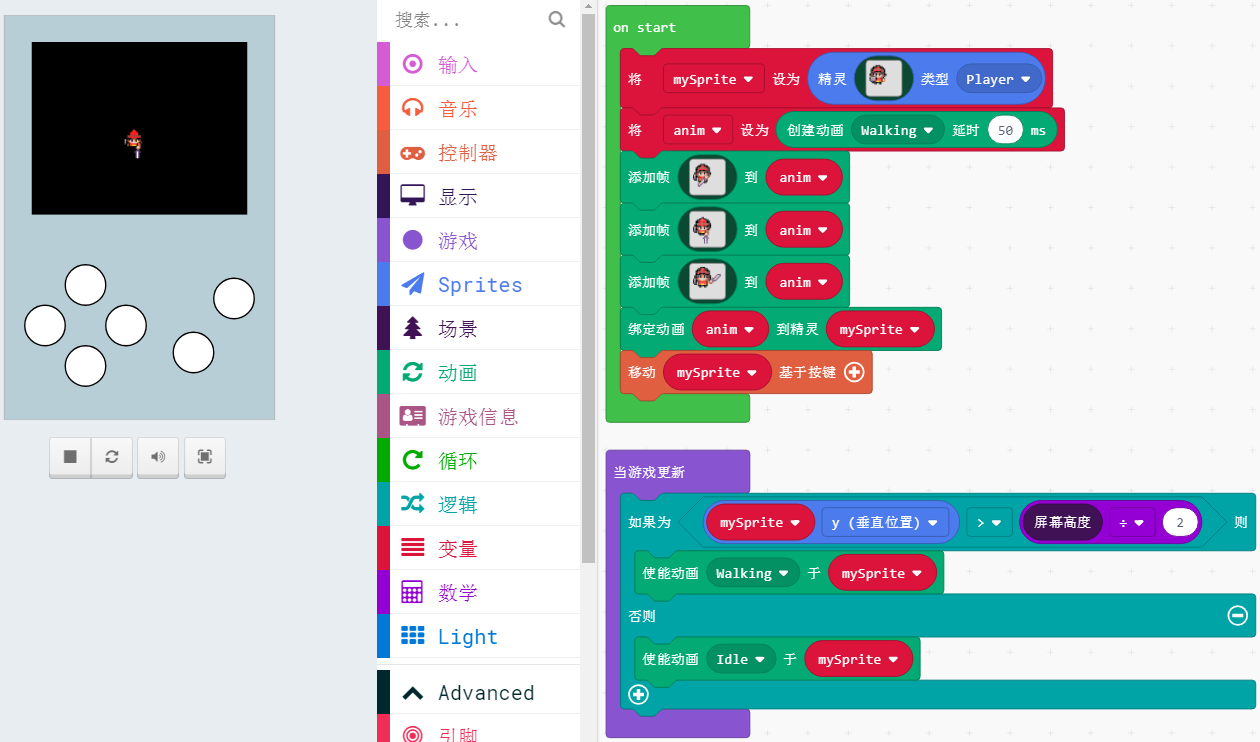 搜索...
输入
音乐
控制器
显示
游戏
Sprites
场景
动画
游戏信息
循环
逻辑
变量
数学
Light
Advanced
引脚
on start
将 mySprite 设为 精灵 类型 Player
将 anim 设为 创建动画 Walking 延时 50 ms
添加帧 到 anim
添加帧 到 anim
添加帧 到 anim
绑定动画 anim 到精灵 mySprite
移动 mySprite 基于按键
当游戏更新
如果为 mySprite y (垂直位置) > 屏幕高度 ÷ 2 则
使能动画 Walking 于 mySprite
否则
使能动画 Idle 于 mySprite